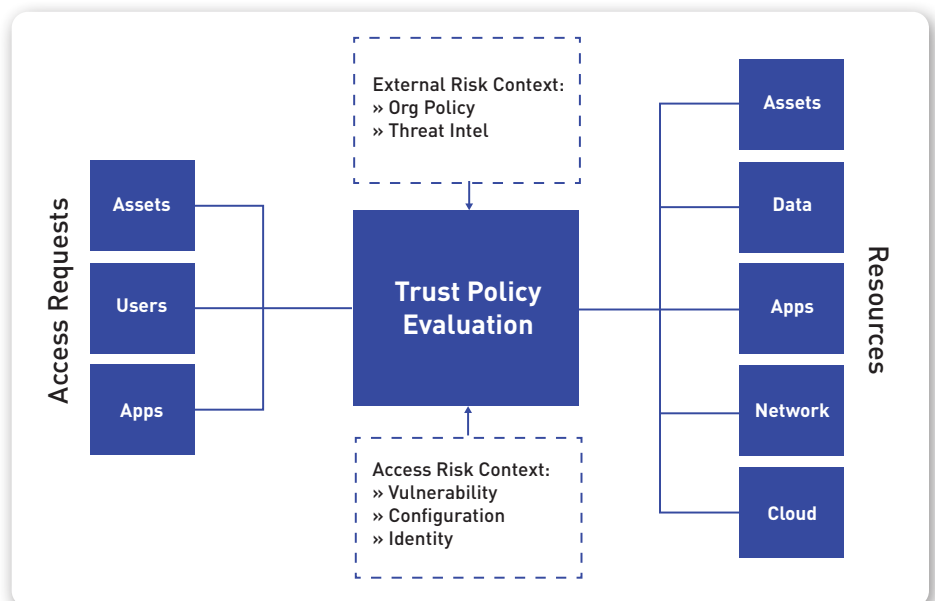 Access Requests
Assets
Users
Apps
External Risk Context:
» Org Policy
» Threat Intel
Trust Policy
Evaluation
Access Risk Context:
» Vulnerability
» Configuration
» Identity
Assets
Data
Apps
Network
Cloud
Resources